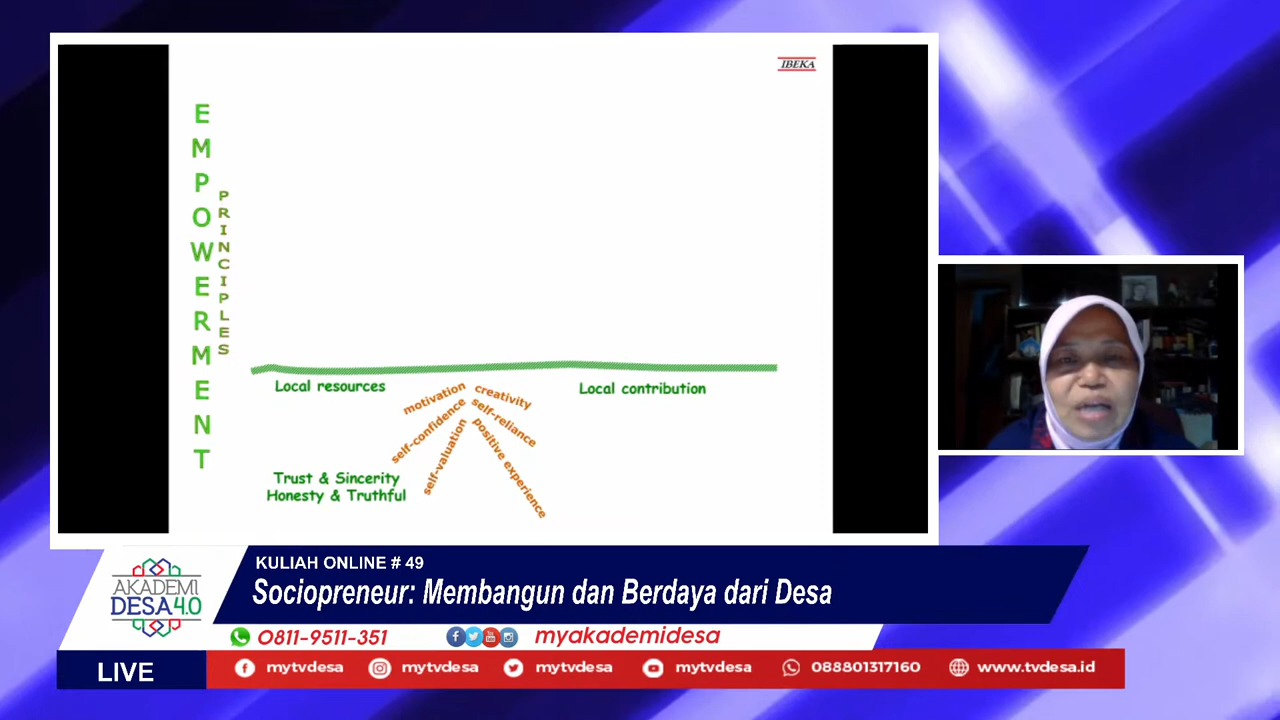 IBEKA
EMPOWERMENT
PRINCIPLES
Local resources
Local contribution
motivation
self-confidence
self-valuation
creativity
self-reliance
positive experience
Trust & Sincerity
Honesty & Truthful
AKADEMI
DESA 4.0
KULIAH ONLINE # 49
Sociopreneur: Membangun dan Berdaya dari Desa
0811-9511-351
myakademidesa
LIVE
mytvdesa mytvdesa mytvdesa mytvdesa 088801317160 www.tvdesa.id